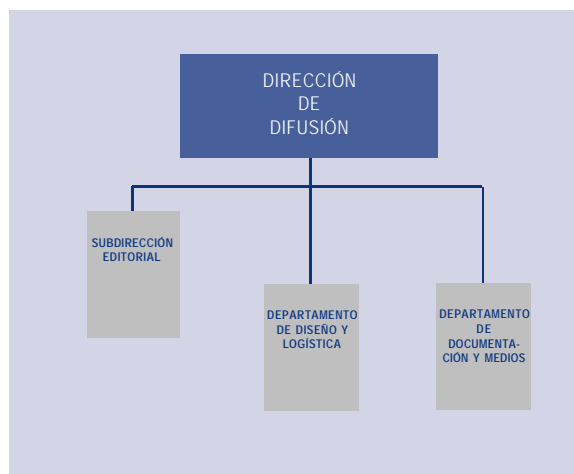 DIRECCIÓN
DE
DIFUSIÓN
SUBDIRECCIÓN
EDITORIAL
DEPARTAMENTO
DE DISEÑO Y
LOGÍSTICA
DEPARTAMENTO
DE
DOCUMENTA-
CIÓN Y MEDIOS